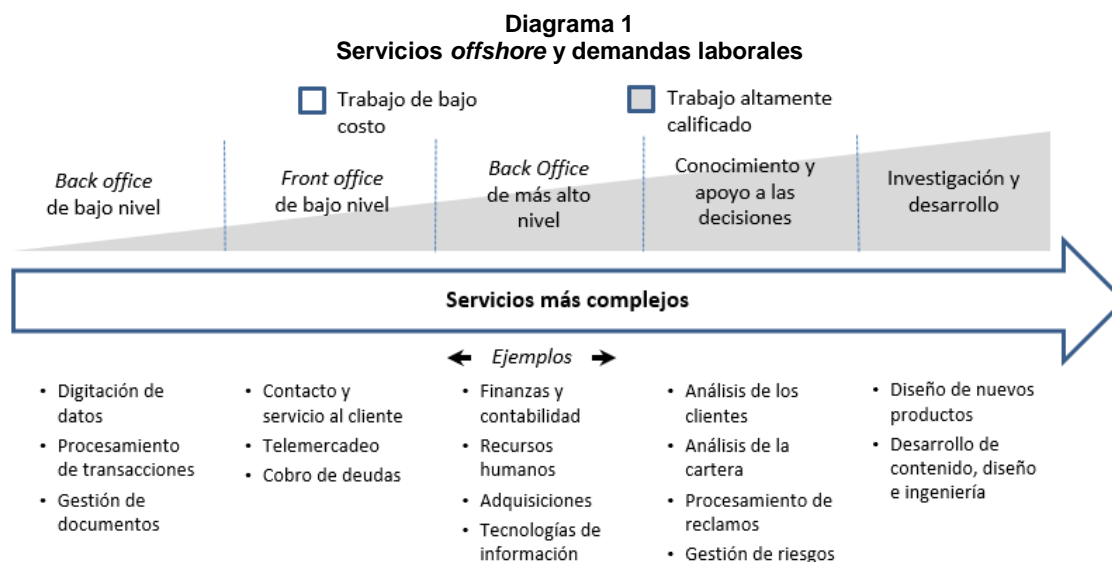 Diagrama 1
Servicios offshore y demandas laborales
Trabajo de bajo
costo
Trabajo altamente
calificado
Back office
de bajo nivel
Front office
de bajo nivel
Back Office
de más alto
nivel
Conocimiento y
apoyo a las
decisiones
Investigación y
desarrollo
Servicios más complejos
Ejemplos
• Digitación de
datos
• Procesamiento
de transacciones
• Gestión de
documentos
• Contacto y
servicio al cliente
• Telemercadeo
• Cobro de deudas
• Finanzas y
contabilidad
• Recursos
humanos
• Adquisiciones
• Tecnologías de
información
• Análisis de los
clientes
• Análisis de la
cartera
• Procesamiento de
reclamos
• Gestión de riesgos
• Diseño de nuevos
productos
• Desarrollo de
contenido, diseño
e ingeniería